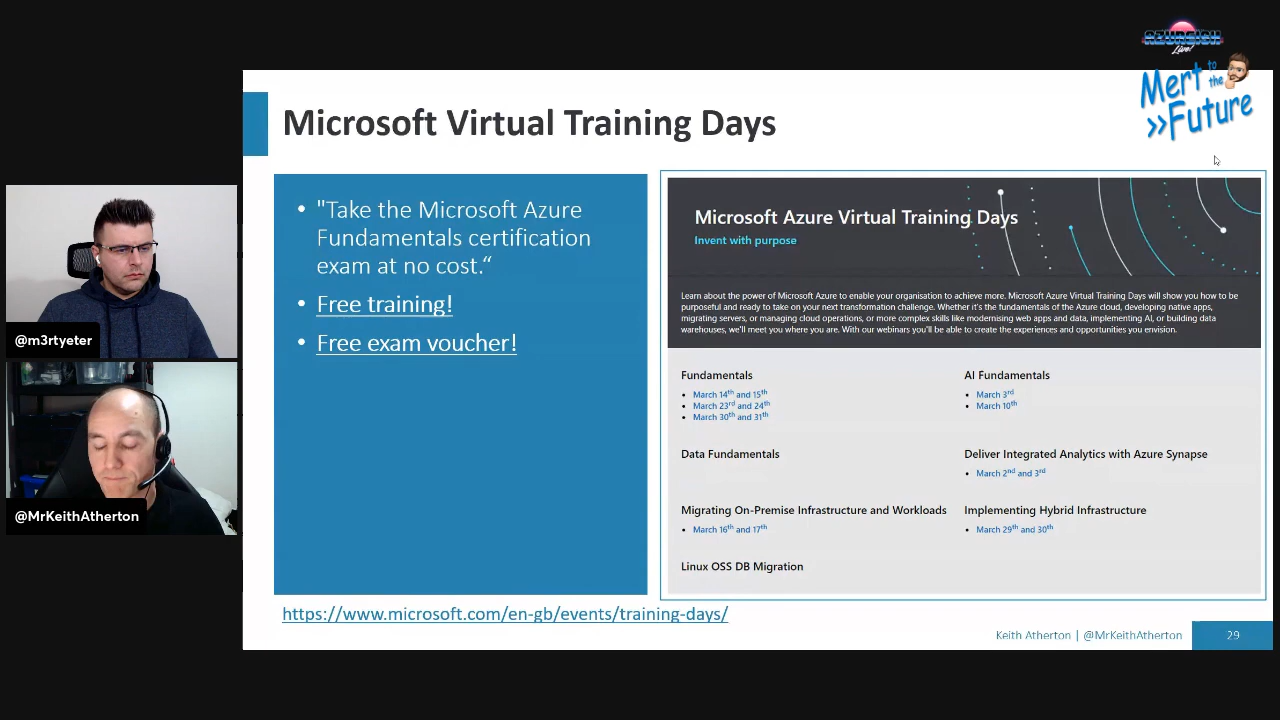 AZUREISH
Live!
Mert to the
>>Future
Microsoft Virtual Training Days
• "Take the Microsoft Azure
Fundamentals certification
exam at no cost.“
• Free training!
• Free exam voucher!
Microsoft Azure Virtual Training Days
Invent with purpose
Learn about the power of Microsoft Azure to enable your organisation to achieve more. Microsoft Azure Virtual Training Days will show you how to be
purposeful and ready to take on your next transformation challenge. Whether it's the fundamentals of the Azure cloud, developing native apps,
migrating servers, or managing cloud operations, or more complex skills like modernising web apps and data, implementing AI, or building data
warehouses, we'll meet you where you are. With our webinars you'll be able to create the experiences and opportunities you envision.
Fundamentals
• March 14th and 15th
• March 23rd and 24th
• March 30th and 31th
AI Fundamentals
• March 3rd
• March 10th
Data Fundamentals
Deliver Integrated Analytics with Azure Synapse
• March 2nd and 3rd
Migrating On-Premise Infrastructure and Workloads
• March 16th and 17th
Implementing Hybrid Infrastructure
• March 29th and 30th
Linux OSS DB Migration
https://www.microsoft.com/en-gb/events/training-days/
Keith Atherton | @MrKeithAtherton
29
@m3rtyeter
@MrKeithAtherton